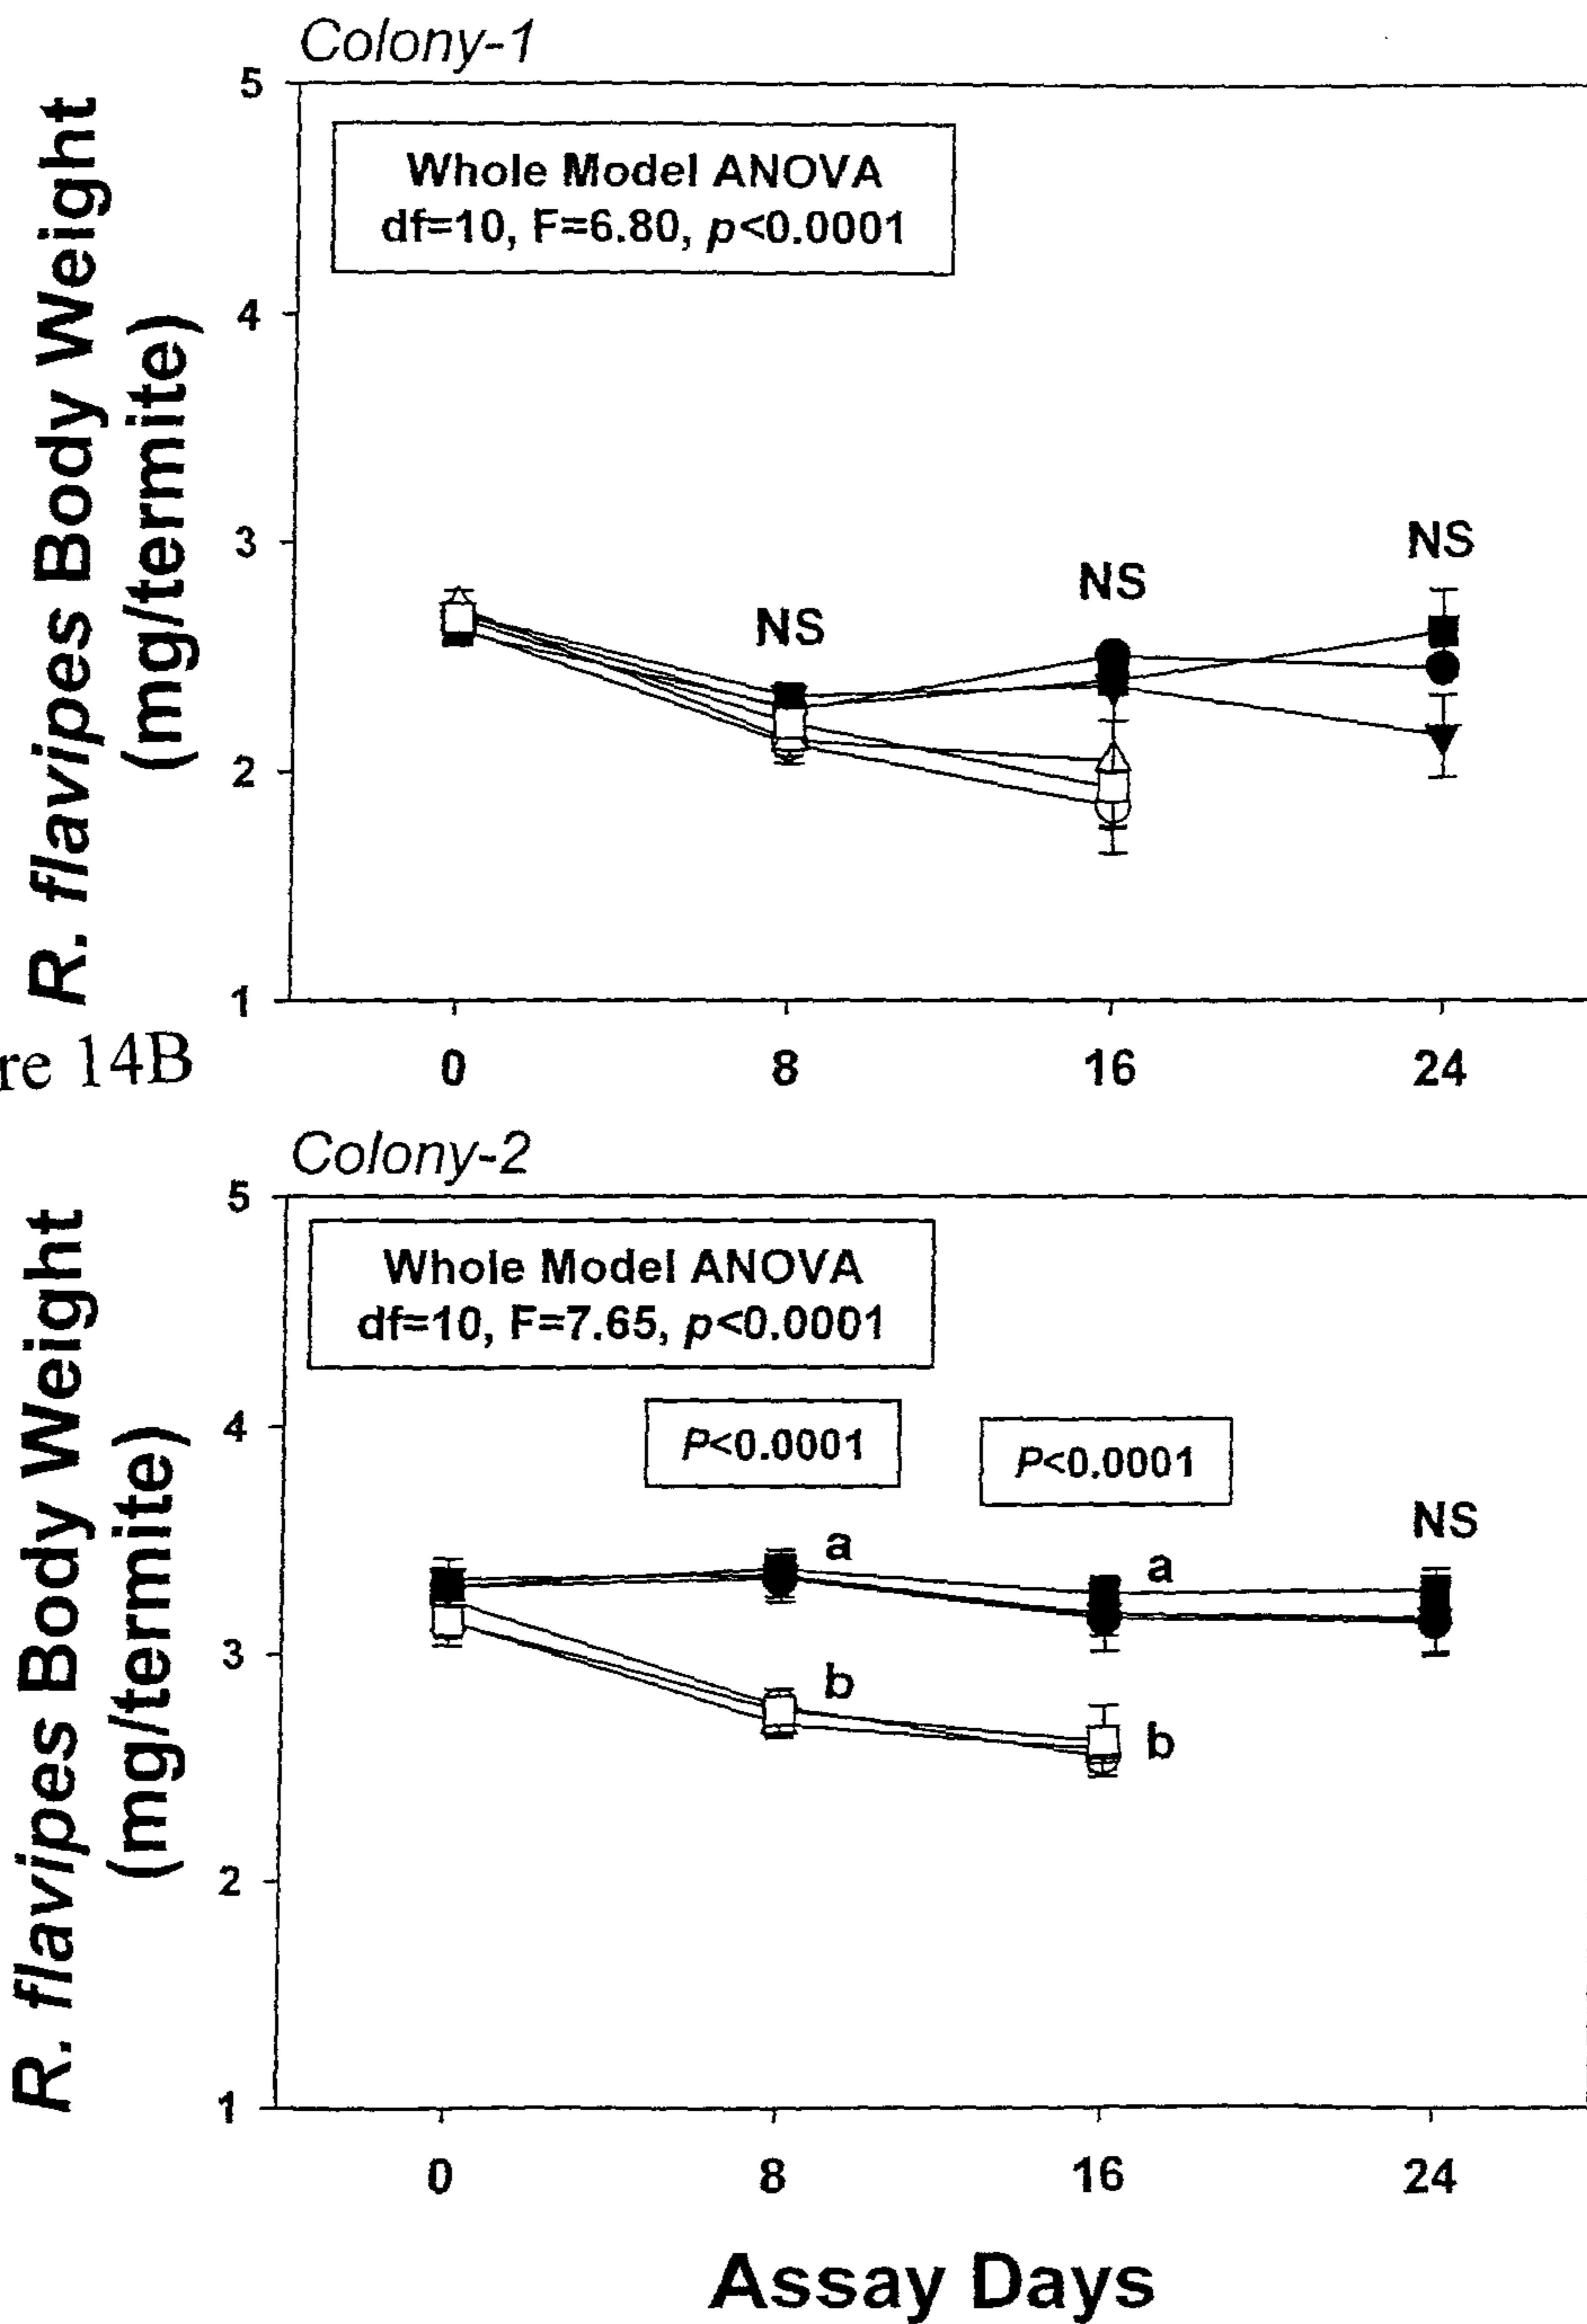 Colony-1
5
Whole Model ANOVA
df=10, F=6.80, p<0.0001
4
3
2
1
R. flavipes Body Weight
(mg/termite)
NS
NS
NS
0 8 16 24
re 14B
Colony-2
5
Whole Model ANOVA
df=10, F=7.65, p<0.0001
4
3
2
1
R. flavipes Body Weight
(mg/termite)
P<0.0001
P<0.0001
NS
a
a
b
b
0 8 16 24
Assay Days